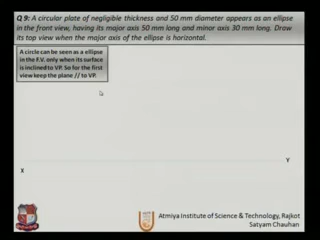 Q 9: A circular plate of negligible thickness and 50 mm diameter appears as an ellipse
in the front view, having its major axis 50 mm long and minor axis 30 mm long. Draw
its top view when the major axis of the ellipse is horizontal.
A circle can be seen as a ellipse
in the F.V. only when its surface
is inclined to VP. So for the first
view keep the plane // to VP.
Y
X
Atmiya Institute of Science & Technology, Rajkot
Satyam Chauhan